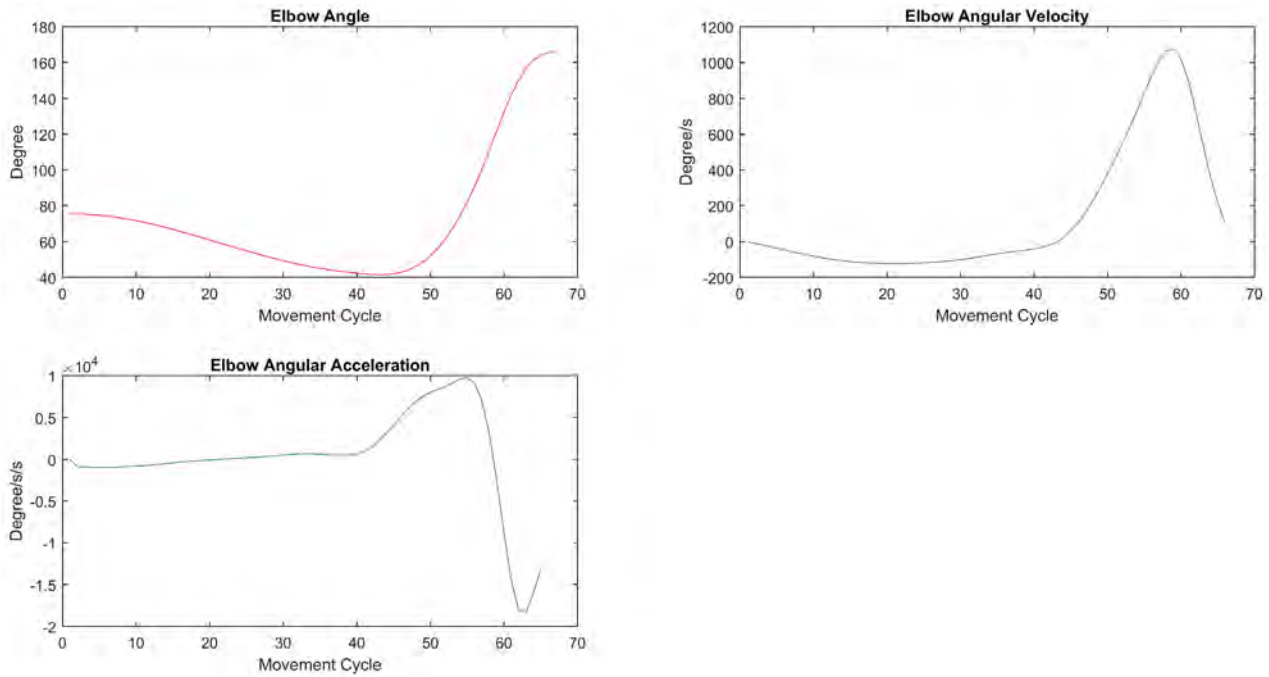 Elbow Angle
180
160
140
120
100
80
60
40
Degree
0 10 20 30 40 50 60 70
Movement Cycle
Elbow Angular Velocity
1200
1000
800
600
400
200
0
-200
Degree/s
0 10 20 30 40 50 60 70
Movement Cycle
Elbow Angular Acceleration
×10⁴
1
0.5
0
-0.5
-1
-1.5
-2
Degree/s/s
0 10 20 30 40 50 60 70
Movement Cycle